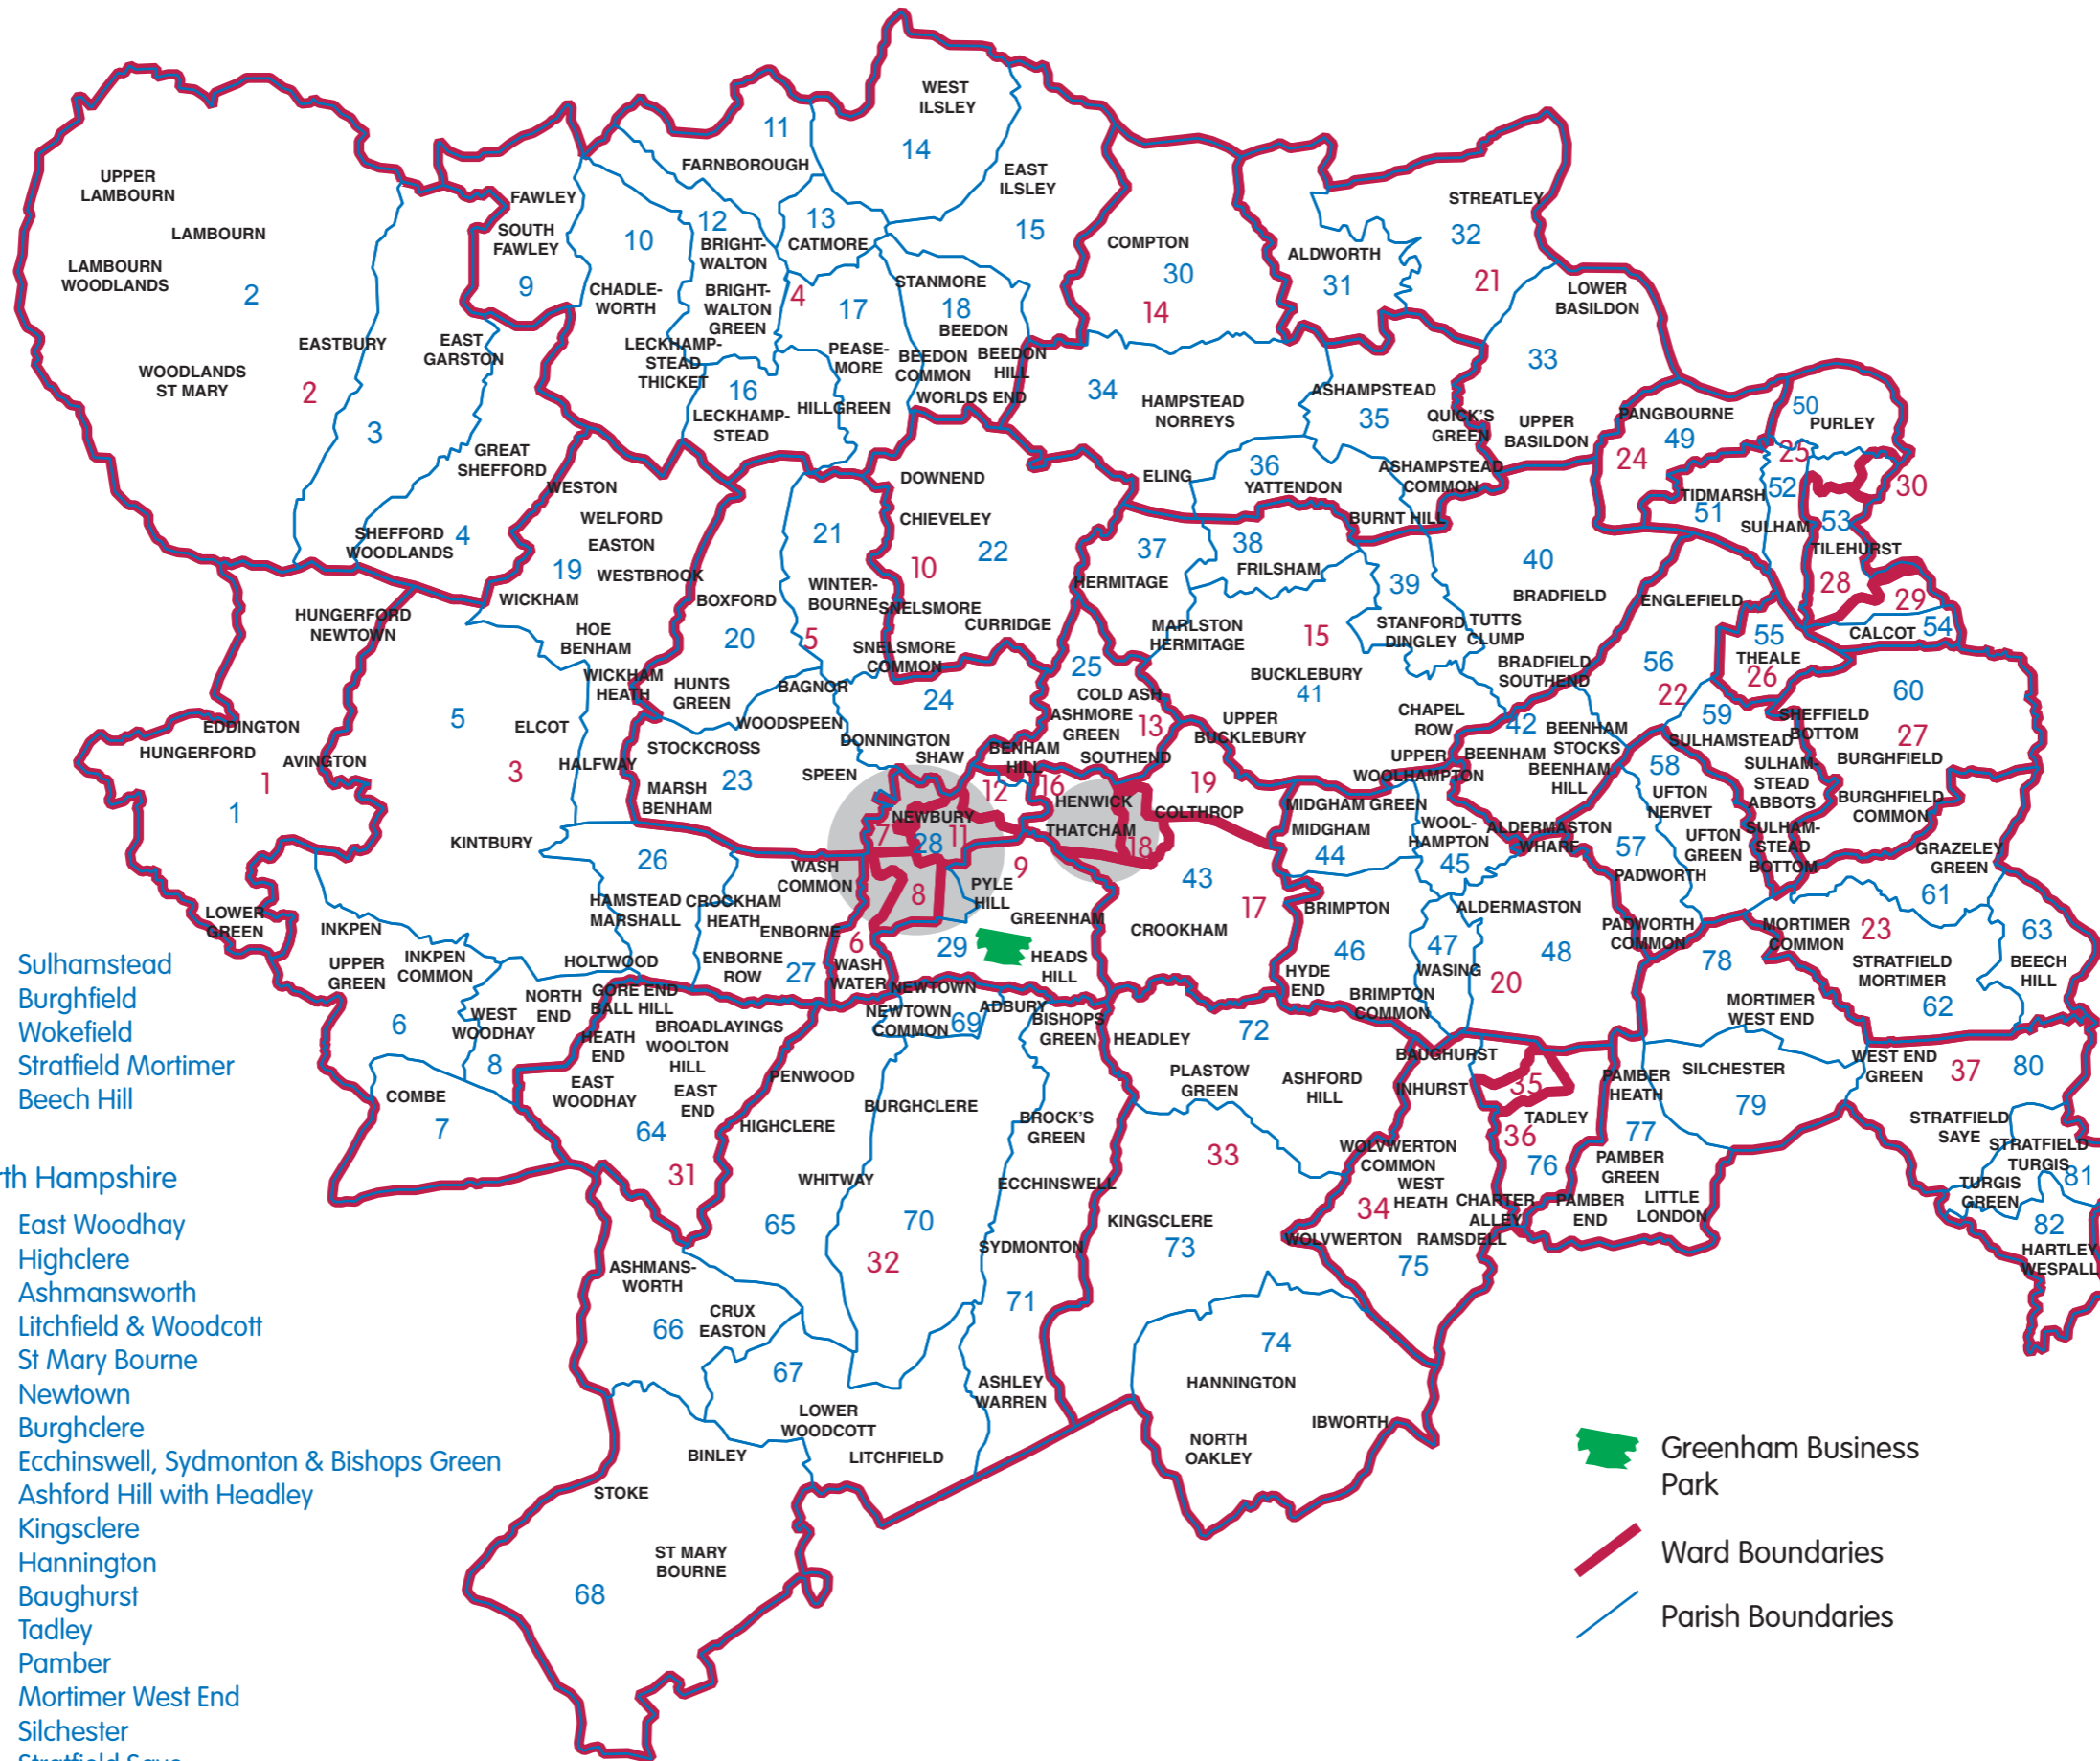 WEST
ILSLEY
14
11
FARNBOROUGH
EAST
ILSLEY
15
UPPER
LAMBOURN
LAMBOURN
LAMBOURN
WOODLANDS
2
EASTBURY
WOODLANDS
ST MARY
2
3
EAST
GARSTON
GREAT
SHEFFORD
SHEFFORD
WOODLANDS
4
FAWLEY
SOUTH
FAWLEY
9
10
CHADLE-
WORTH
12
BRIGHT-
WALTON
BRIGHT-
WALTON
GREEN
13
CATMORE
4
17
STANMORE
18
BEEDON
LECKHAMP-
STEAD
THICKET
16
LECKHAMP-
STEAD
PEASE-
MORE
HILLGREEN
BEEDON
COMMON
BEEDON
HILL
WORLDS END
COMPTON
30
14
ALDWORTH
31
STREATLEY
32
21
LOWER
BASILDON
33
34
HAMPSTEAD
NORREYS
ASHAMPSTEAD
35
QUICK'S
GREEN
UPPER
BASILDON
PANGBOURNE
49
24
50
PURLEY
25
30
52
TIDMARSH
51
SULHAM
53
TILEHURST
28
29
CALCOT
54
WESTON
WELFORD
EASTON
19
WESTBROOK
WICKHAM
HOE
BENHAM
WICKHAM
HEATH
DOWNEND
CHIEVELEY
21
22
10
WINTER-
BOURNE
BOXFORD
20
5
SNELSMORE
CURRIDGE
SNELSMORE
COMMON
HUNTS
GREEN
BAGNOR
WOODSPEEN
24
DONNINGTON
SHAW
ELING
36
YATTENDON
ASHAMPSTEAD
COMMON
BURNT HILL
37
38
FRILSHAM
HERMITAGE
39
40
BRADFIELD
ENGLEFIELD
MARLSTON
HERMITAGE
15
STANFORD
DINGLEY
TUTTS
CLUMP
BRADFIELD
SOUTHEND
BUCKLEBURY
41
25
COLD ASH
ASHMORE
GREEN
13
SOUTHEND
UPPER
BUCKLEBURY
CHAPEL
ROW
UPPER
WOOLHAMPTON
42
BEENHAM
BEENHAM
STOCKS
BEENHAM
HILL
56
22
55
THEALE
26
59
SULHAMSTEAD
60
SHEFFIELD
BOTTOM
27
BURGHFIELD
58
UFTON
NERVET
SULHAM-
STEAD
ABBOTS
BURGHFIELD
COMMON
UFTON
GREEN
SULHAM-
STEAD
BOTTOM
57
PADWORTH
GRAZELEY
GREEN
61
HUNGERFORD
NEWTOWN
EDDINGTON
HUNGERFORD
AVINGTON
1
1
5
ELCOT
3
HALFWAY
KINTBURY
STOCKCROSS
23
MARSH
BENHAM
SPEEN
BENHAM
HILL
12
16
HENWICK
THATCHAM
18
19
COLTHROP
NEWBURY
7
28
11
9
8
PYLE
HILL
GREENHAM
29
HEADS
HILL
6
WASH
WATER
WASH
COMMON
MIDGHAM GREEN
MIDGHAM
44
WOOL-
HAMPTON
45
ALDERMASTON
WHARF
43
17
CROOKHAM
BRIMPTON
46
HYDE
END
BRIMPTON
COMMON
47
WASING
ALDERMASTON
48
20
PADWORTH
COMMON
78
MORTIMER
COMMON
23
STRATFIELD
MORTIMER
62
63
BEECH
HILL
MORTIMER
WEST END
26
HAMSTEAD
MARSHALL
CROCKHAM
HEATH
ENBORNE
ENBORNE
ROW
27
HOLTWOOD
LOWER
GREEN
INKPEN
UPPER
GREEN
INKPEN
COMMON
6
WEST
WOODHAY
8
NORTH
END
COMBE
7
GORE END
BALL HILL
HEATH
END
BROADLAYINGS
WOOLTON
HILL
EAST
WOODHAY
EAST
END
64
31
NEWTOWN
NEWTOWN
COMMON
69
ADBURY
BISHOPS
GREEN
HEADLEY
72
PENWOOD
HIGHCLERE
BURGHCLERE
BROCK'S
GREEN
WHITWAY
ECCHINSWELL
65
70
32
SYDMONTON
71
PLASTOW
GREEN
ASHFORD
HILL
33
KINGSCLERE
73
BAUGHURST
INHURST
35
TADLEY
36
76
WOLVWERTON
COMMON
WEST
HEATH
34
CHARTER
ALLEY
WOLVWERTON
RAMSDELL
75
PAMBER
HEATH
77
PAMBER
GREEN
PAMBER
END
LITTLE
LONDON
SILCHESTER
79
WEST END
GREEN
37
80
STRATFIELD
SAYE
STRATFIELD
TURGIS
81
TURGIS
GREEN
82
HARTLEY
WESPALL
ASHMANS-
WORTH
66
CRUX
EASTON
67
LOWER
WOODCOTT
LITCHFIELD
ASHLEY
WARREN
BINLEY
STOKE
ST MARY
BOURNE
68
74
HANNINGTON
IBWORTH
NORTH
OAKLEY
Sulhamstead
Burghfield
Wokefield
Stratfield Mortimer
Beech Hill
rth Hampshire
East Woodhay
Highclere
Ashmansworth
Litchfield & Woodcott
St Mary Bourne
Newtown
Burghclere
Ecchinswell, Sydmonton & Bishops Green
Ashford Hill with Headley
Kingsclere
Hannington
Baughurst
Tadley
Pamber
Mortimer West End
Silchester
Stratfield Saye
Greenham Business
Park
Ward Boundaries
Parish Boundaries